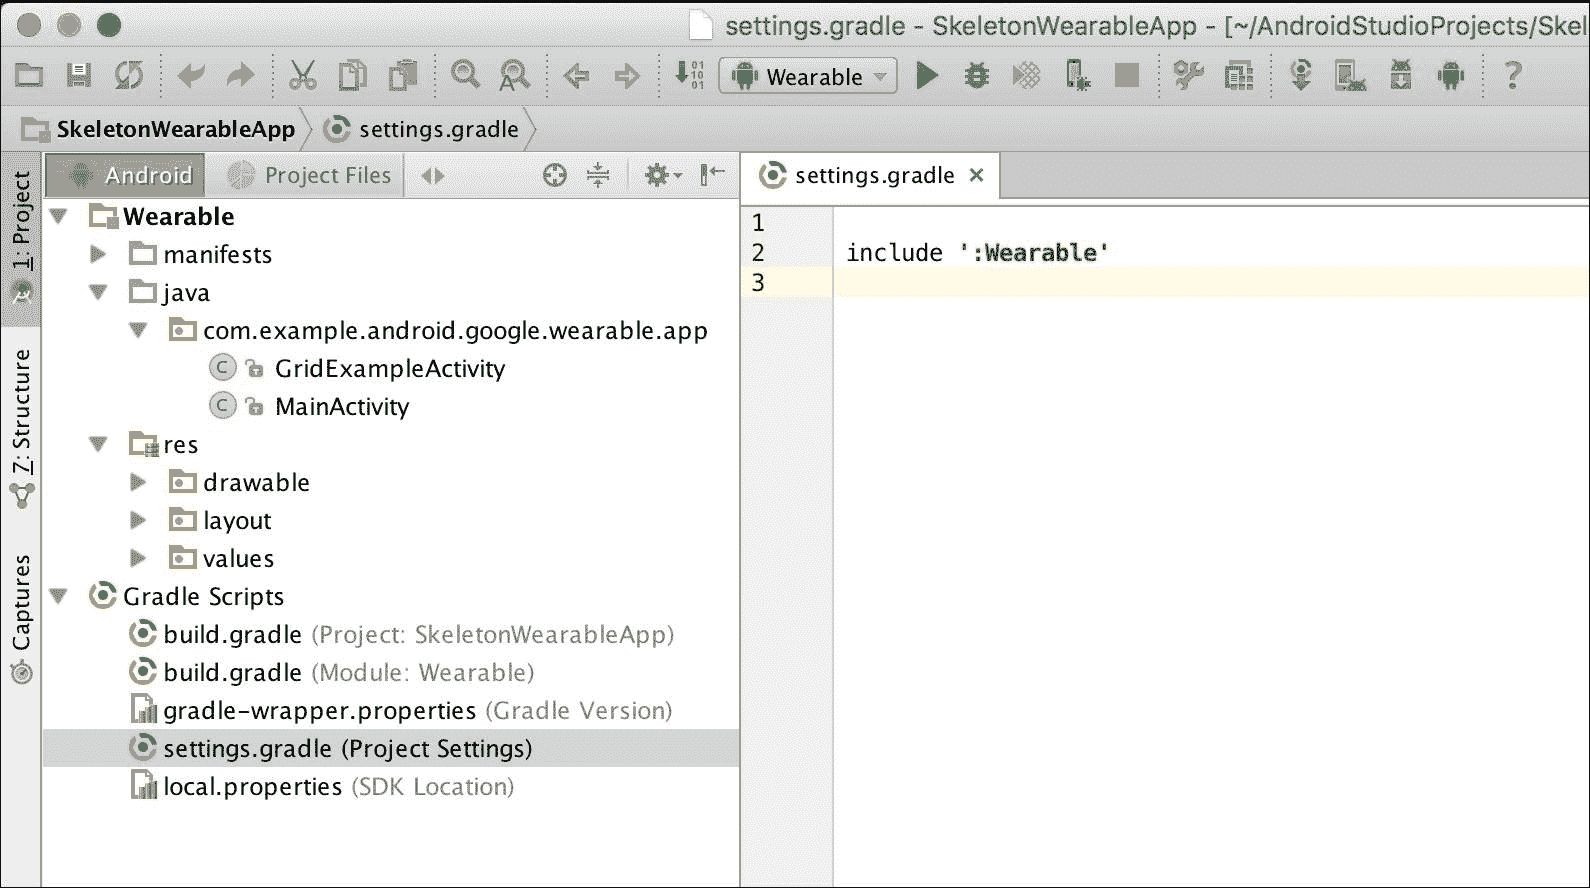 settings.gradle - SkeletonWearableApp - [~/AndroidStudioProjects/Skel
Wearable
?
SkeletonWearableApp settings.gradle
Android Project Files
settings.gradle
1: Project
7: Structure
Captures
Wearable
manifests
java
com.example.android.google.wearable.app
C GridExampleActivity
C MainActivity
res
drawable
layout
values
Gradle Scripts
build.gradle (Project: SkeletonWearableApp)
build.gradle (Module: Wearable)
gradle-wrapper.properties (Gradle Version)
settings.gradle (Project Settings)
local.properties (SDK Location)
1
2 include ':Wearable'
3